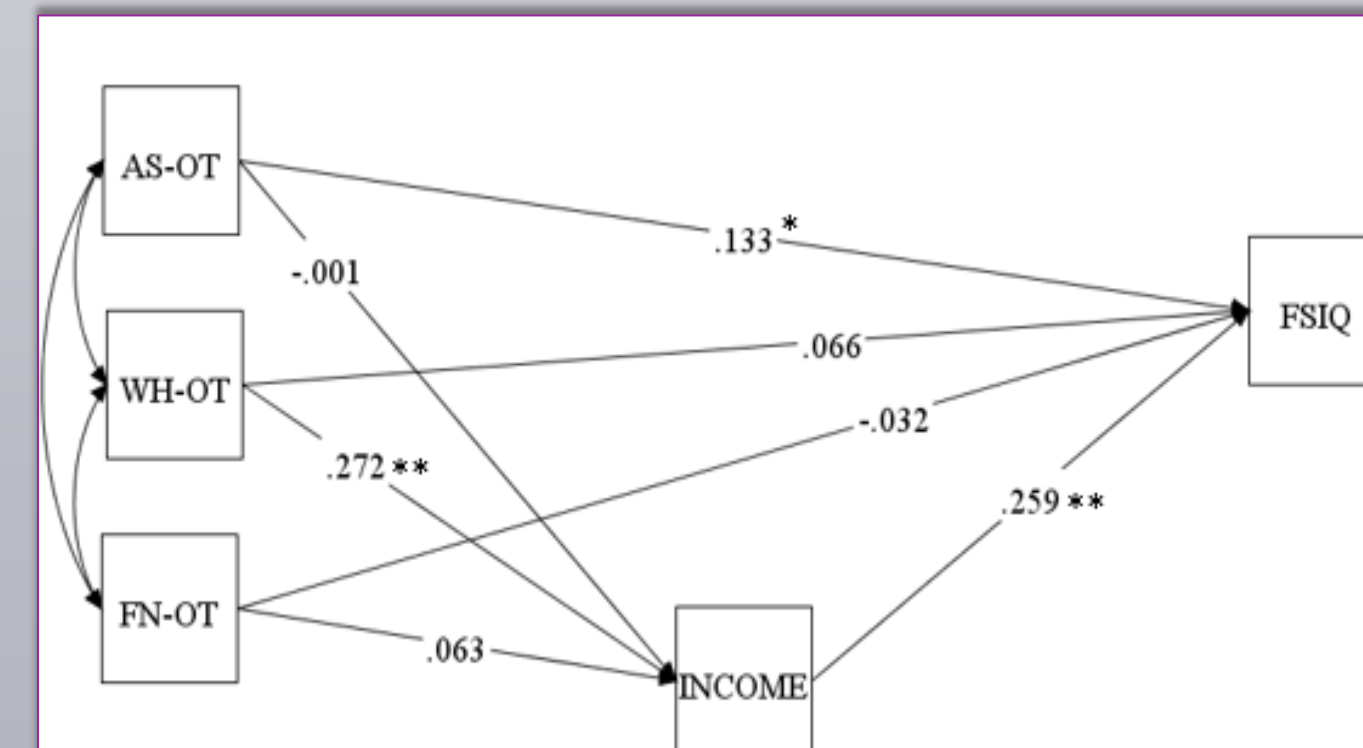 AS-OT
.133 *
-.001
FSIQ
.066
WH-OT
-.032
.272 **
.259 **
FN-OT
.063
INCOME